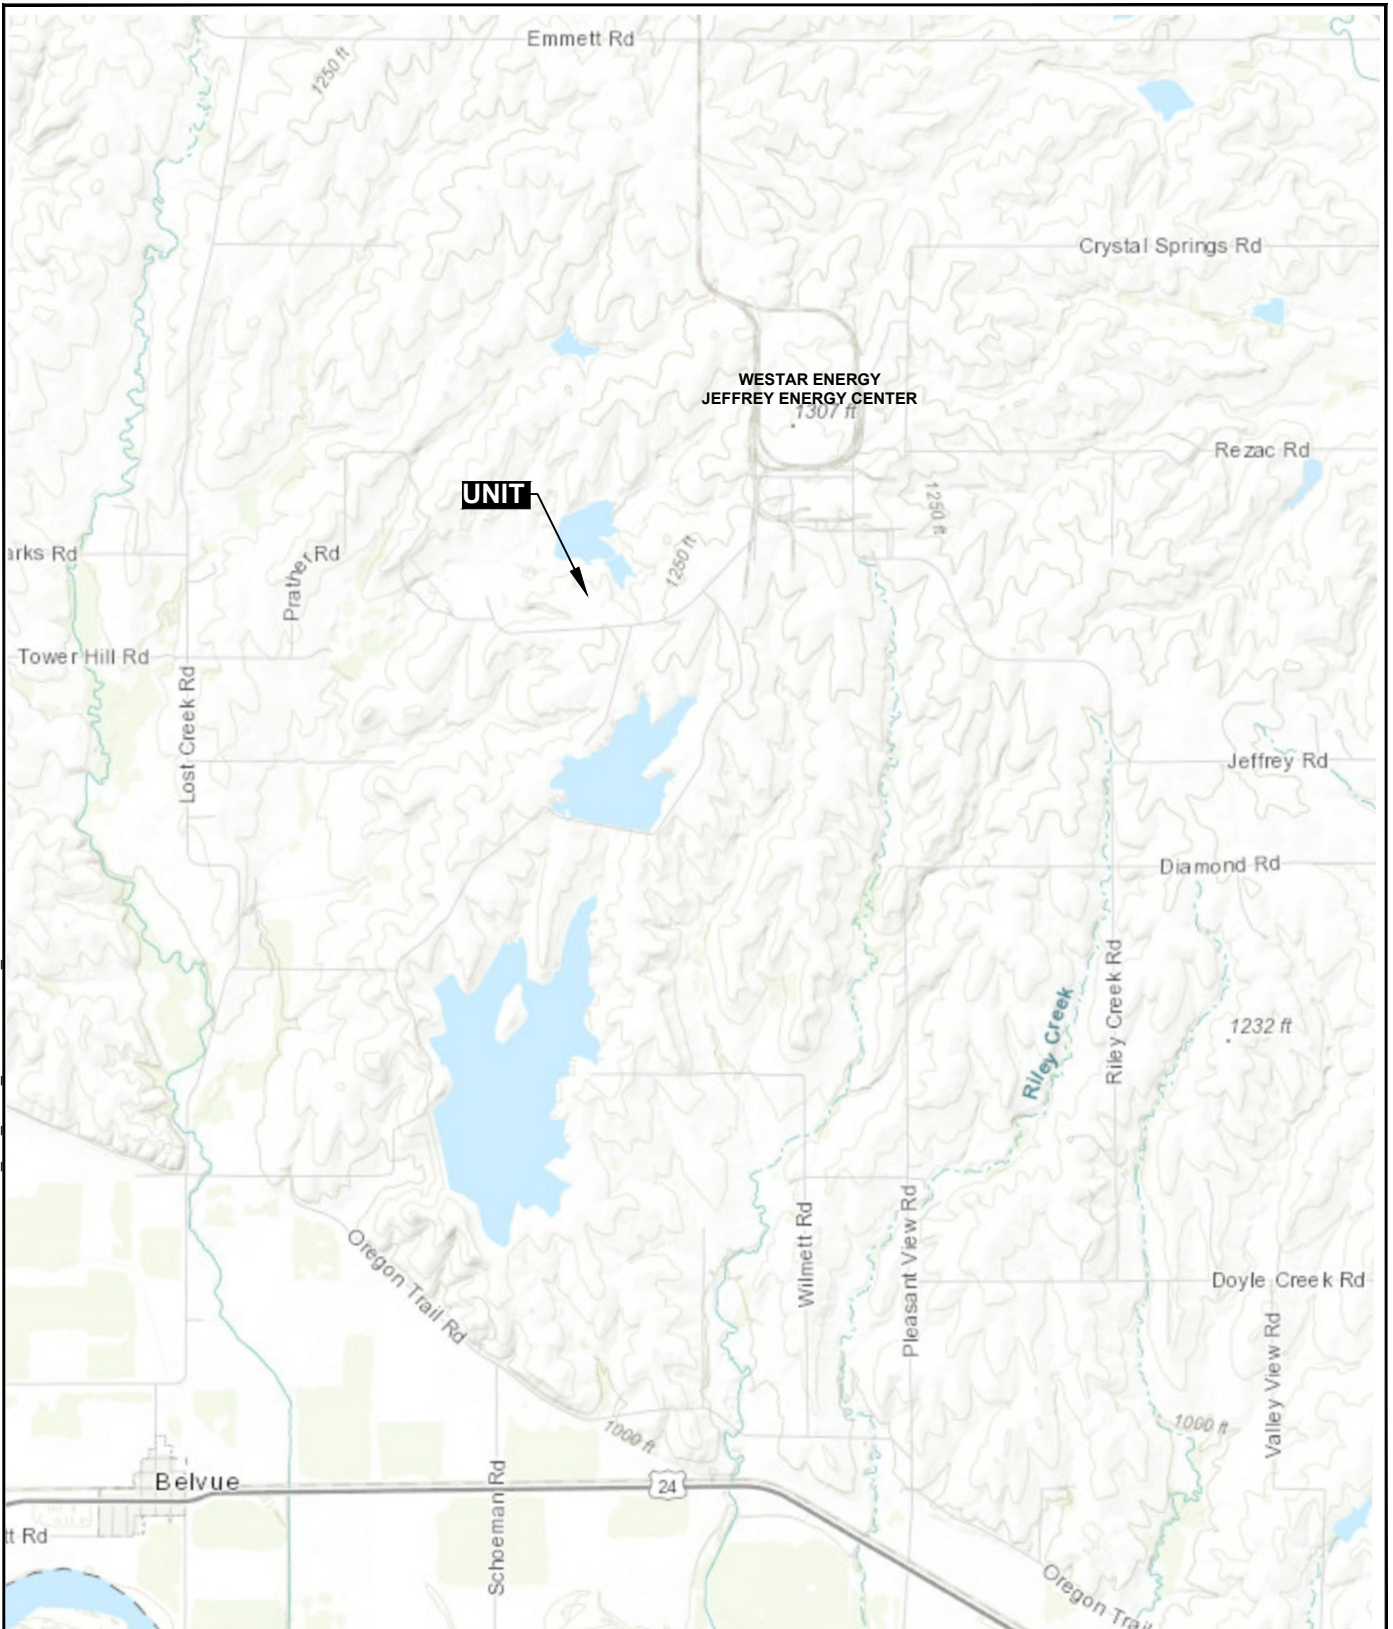 Emmett Rd
1250 ft
Crystal Springs Rd
WESTAR ENERGY
JEFFREY ENERGY CENTER
1307 ft
Rezac Rd
UNIT
1250 ft
arks Rd
Prather Rd
1250 ft
Tower Hill Rd
Lost Creek Rd
Jeffrey Rd
Diamond Rd
Riley Creek
Riley Creek Rd
1232 ft
Oregon Trail Rd
Wilmett Rd
Pleasant View Rd
Doyle Creek Rd
Valley View Rd
1000 ft
1000 ft
Belvue
24
Schoeman Rd
tt Rd
Oregon Trail